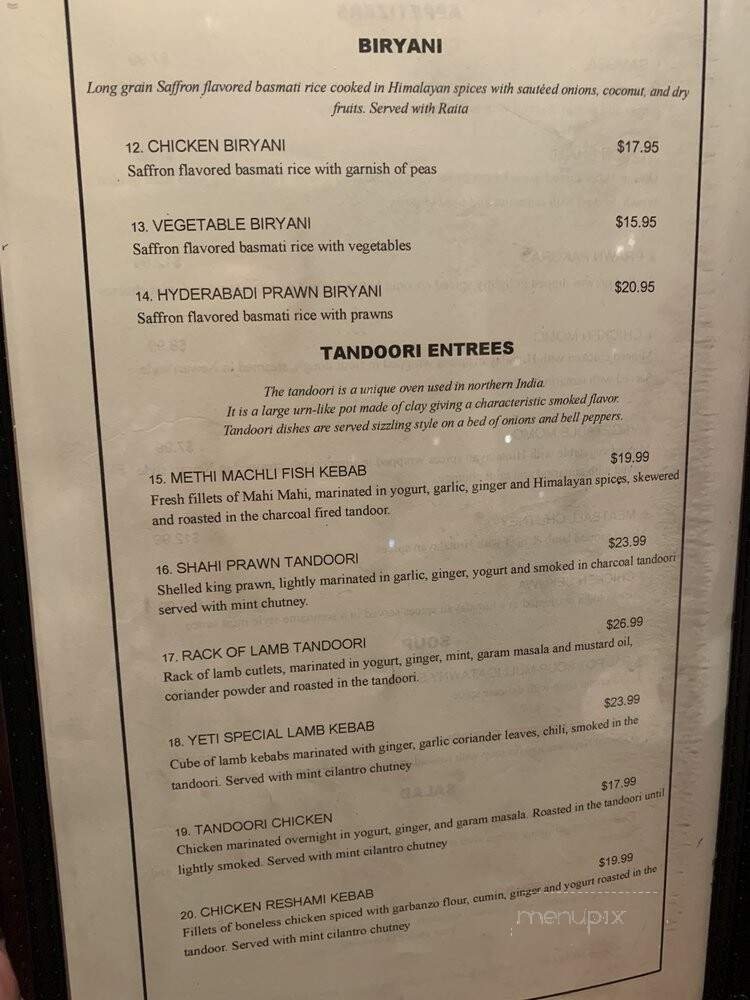 BIRYANI
Long grain Saffron flavored basmati rice cooked in Himalayan spices with sautéed onions, coconut, and dry
fruits. Served with Raita
12. CHICKEN BIRYANI $17.95
Saffron flavored basmati rice with garnish of peas
13. VEGETABLE BIRYANI $15.95
Saffron flavored basmati rice with vegetables
14. HYDERABADI PRAWN BIRYANI $20.95
Saffron flavored basmati rice with prawns
TANDOORI ENTREES
The tandoori is a unique oven used in northern India.
It is a large urn-like pot made of clay giving a characteristic smoked flavor.
Tandoori dishes are served sizzling style on a bed of onions and bell peppers.
15. METHI MACHLI FISH KEBAB $19.99
Fresh fillets of Mahi Mahi, marinated in yogurt, garlic, ginger and Himalayan spices, skewered
and roasted in the charcoal fired tandoor.
16. SHAHI PRAWN TANDOORI $23.99
Shelled king prawn, lightly marinated in garlic, ginger, yogurt and smoked in charcoal tandoori
served with mint chutney.
17. RACK OF LAMB TANDOORI $26.99
Rack of lamb cutlets, marinated in yogurt, ginger, mint, garam masala and mustard oil,
coriander powder and roasted in the tandoori.
18. YETI SPECIAL LAMB KEBAB $23.99
Cube of lamb kebabs marinated with ginger, garlic coriander leaves, chili, smoked in the
tandoori. Served with mint cilantro chutney
19. TANDOORI CHICKEN $17.99
Chicken marinated overnight in yogurt, ginger, and garam masala. Roasted in the tandoori until
lightly smoked. Served with mint cilantro chutney
20. CHICKEN RESHAMI KEBAB $19.99
Fillets of boneless chicken spiced with garbanzo flour, cumin, ginger and yogurt roasted in the
tandoor. Served with mint cilantro chutney
menupix